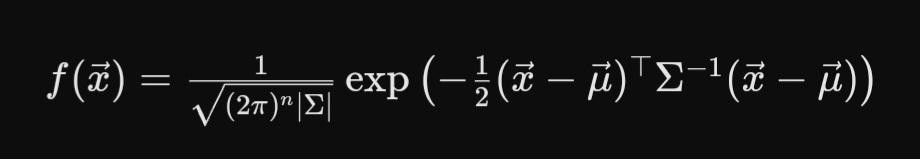 f(x⃗) = 1/√((2π)ⁿ|Σ|) exp(−½(x⃗ − μ⃗)⊤Σ⁻¹(x⃗ − μ⃗))